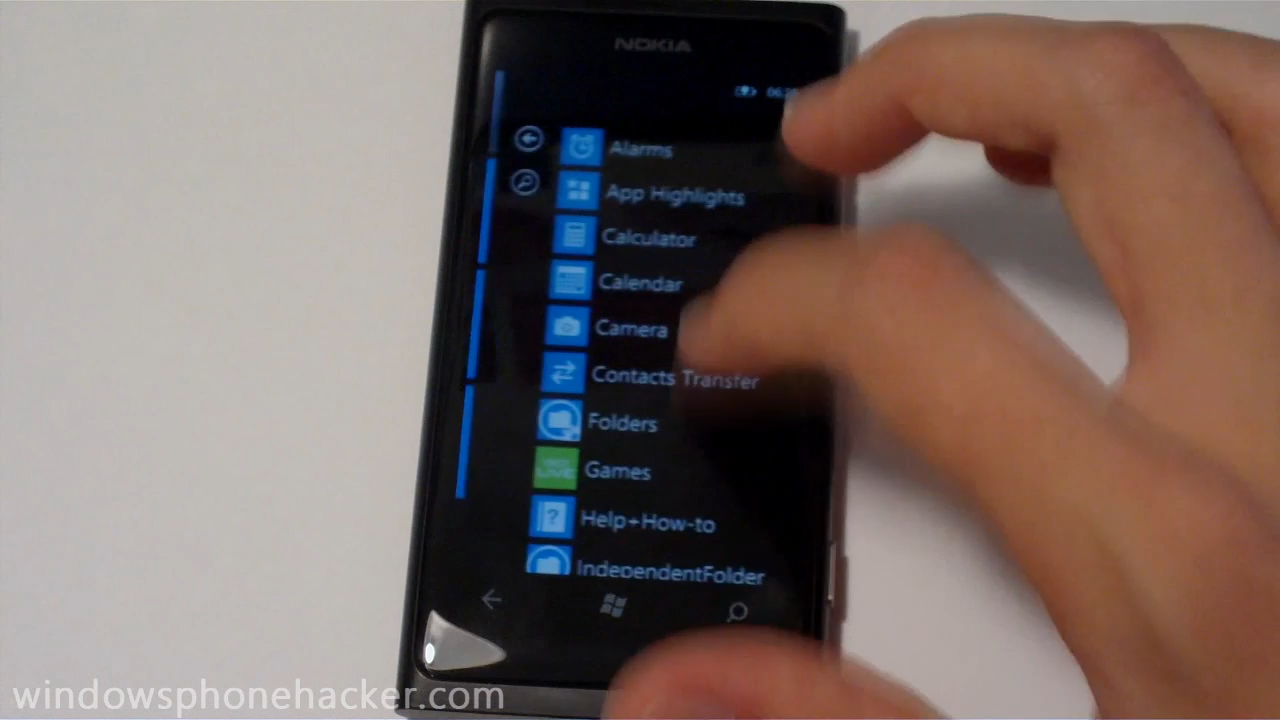 NOKIA
Alarms
App Highlights
Calculator
Calendar
Camera
Contacts Transfer
Folders
Games
Help+How-to
IndependentFolder
windowsphonehacker.com